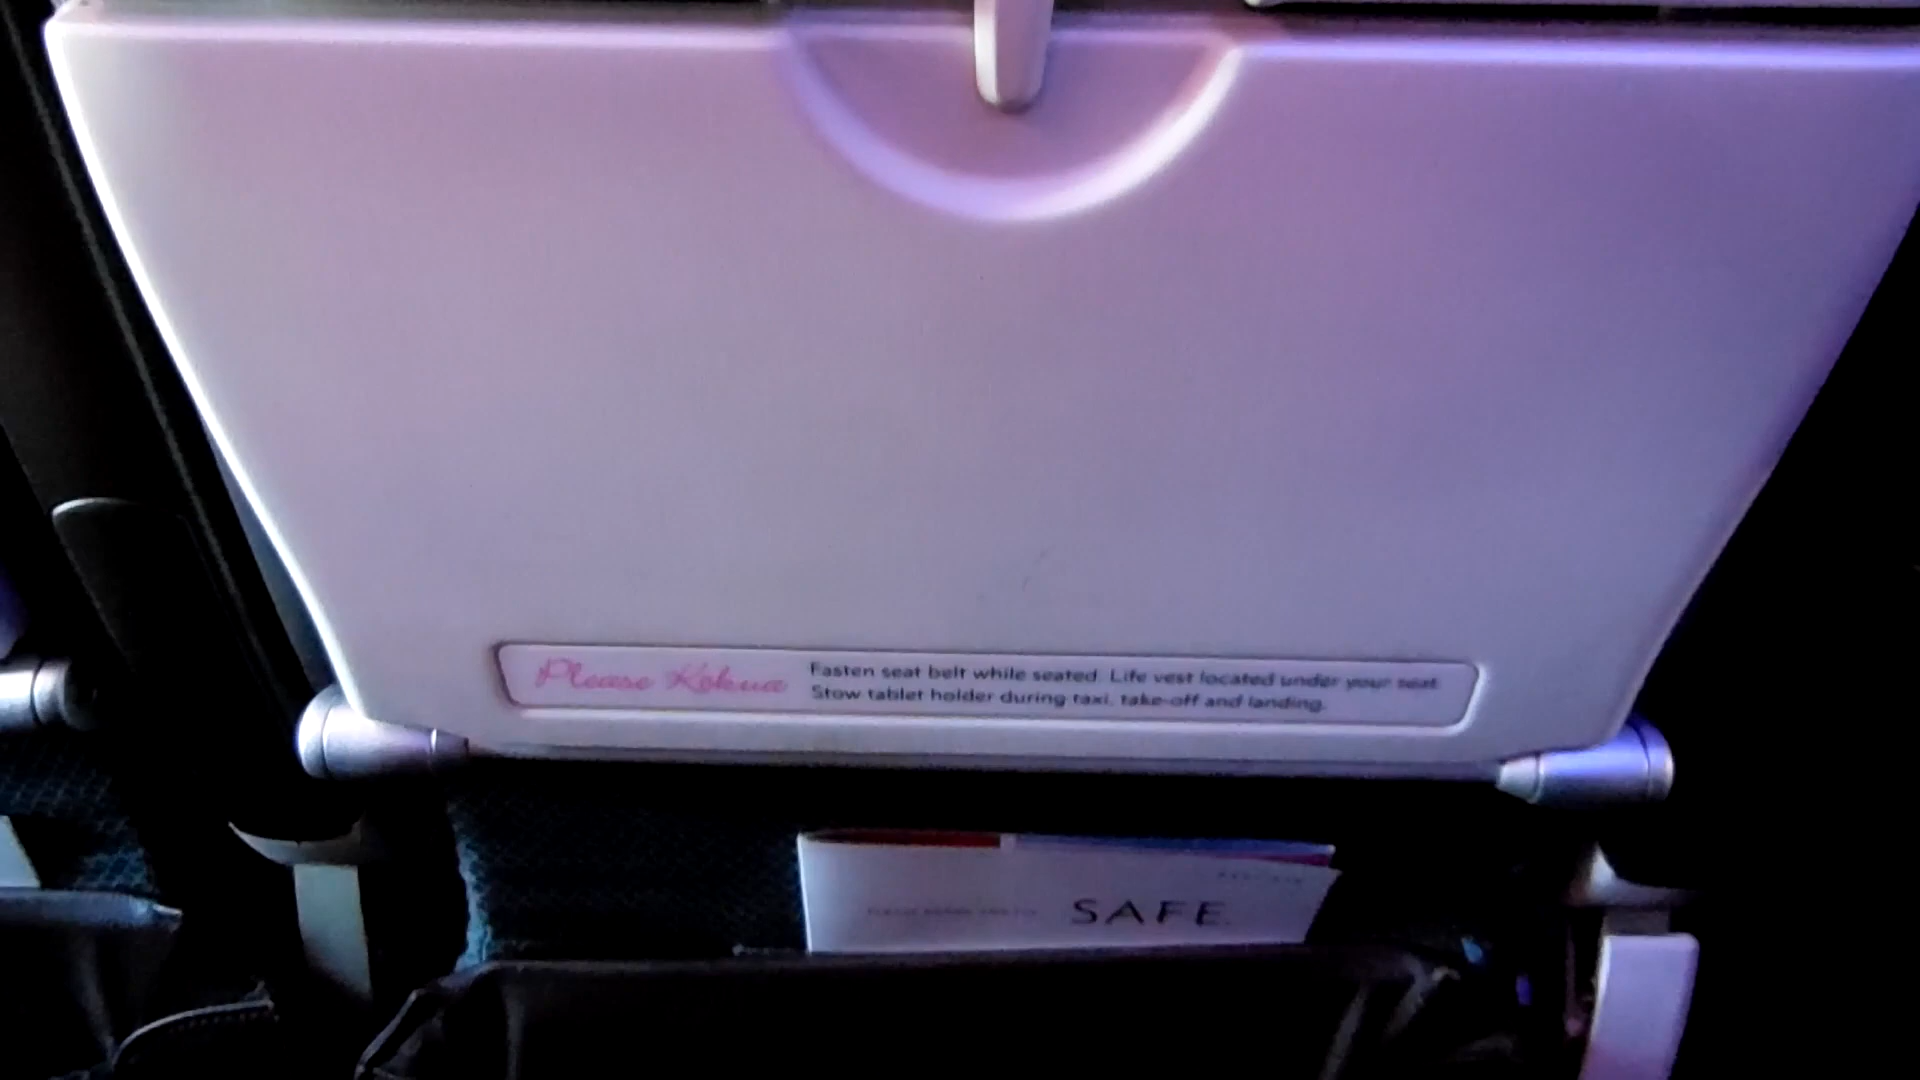 Please Kokua
Fasten seat belt while seated. Life vest located under your seat.
Stow tablet holder during taxi, take-off and landing.
SAFE